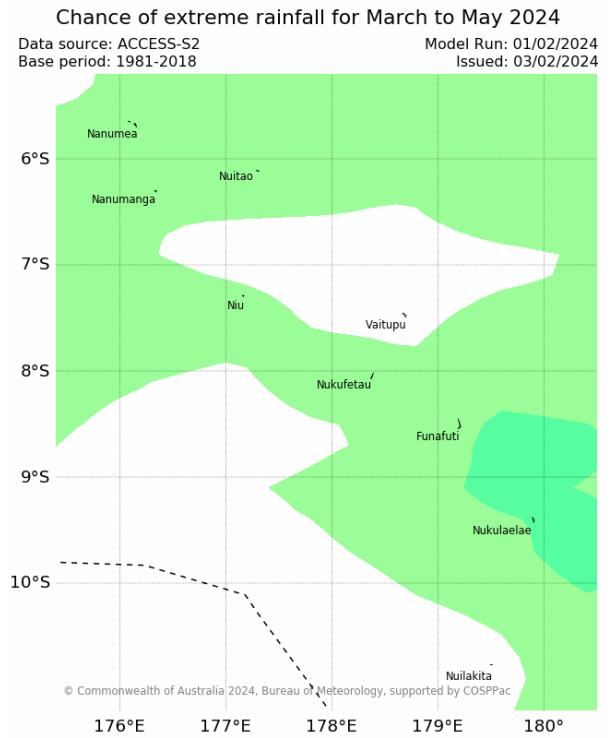 Chance of extreme rainfall for March to May 2024
Data source: ACCESS-S2
Model Run: 01/02/2024
Base period: 1981-2018
Issued: 03/02/2024
Nanumea
6°S
Nuitao
Nanumanga
7°S
Niu
Vaitupu
8°S
Nukufetau
Funafuti
9°S
Nukulaelae
10°S
Nuilakita
© Commonwealth of Australia 2024, Bureau of Meteorology, supported by COSPPac
176°E 177°E 178°E 179°E 180°